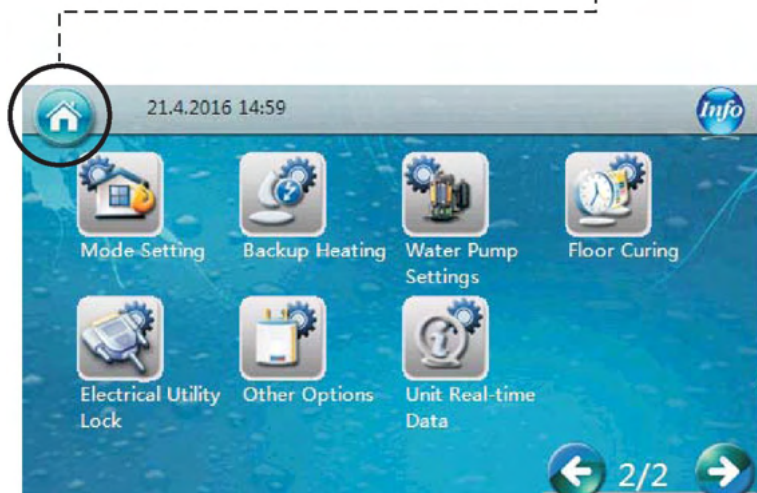 21.4.2016 14:59
Info
Mode Setting
Backup Heating
Water Pump
Settings
Floor Curing
Electrical Utility
Lock
Other Options
Unit Real-time
Data
2/2